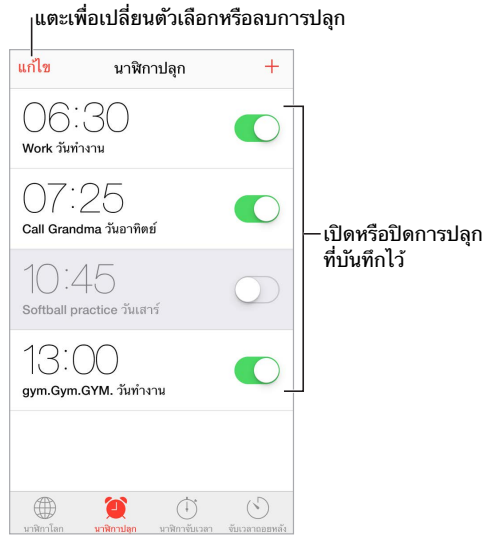 แตะเพื่อเปลี่ยนตัวเลือกหรือลบการปลุก
แก้ไข นาฬิกาปลุก +
06:30
Work วันทำงาน
07:25
Call Grandma วันอาทิตย์
เปิดหรือปิดการปลุก
ที่บันทึกไว้
10:45
Softball practice วันเสาร์
13:00
gym.Gym.GYM. วันทำงาน
นาฬิกาโลก นาฬิกาปลุก นาฬิกาจับเวลา จับเวลาถอยหลัง